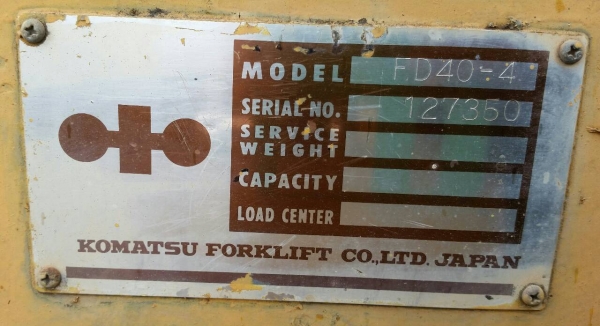 MODEL FD40-4
SERIAL NO. 127350
SERVICE
WEIGHT
CAPACITY
LOAD CENTER
KOMATSU FORKLIFT CO.,LTD. JAPAN